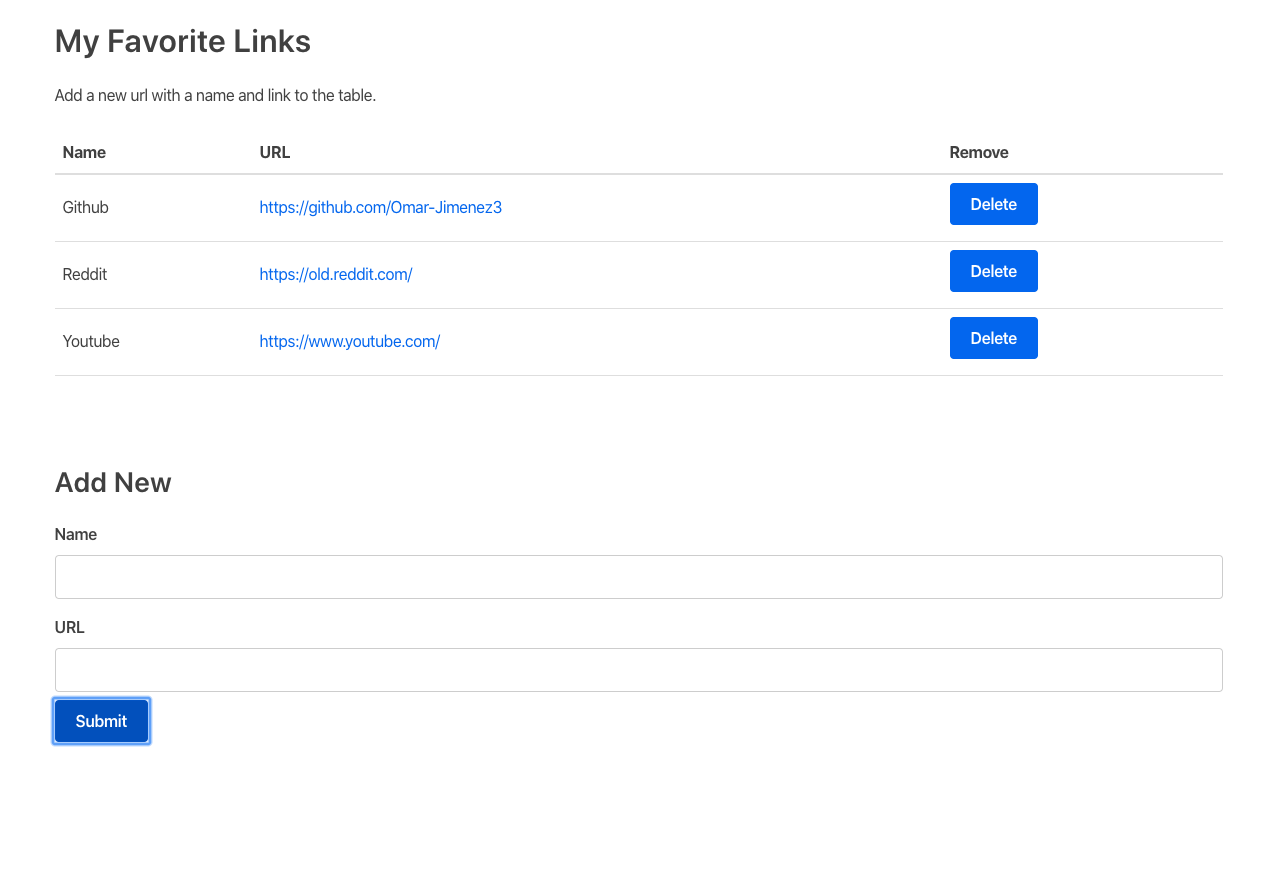 My Favorite Links
Add a new url with a name and link to the table.
Name URL Remove
Github https://github.com/Omar-Jimenez3 Delete
Reddit https://old.reddit.com/ Delete
Youtube https://www.youtube.com/ Delete
Add New
Name
URL
Submit